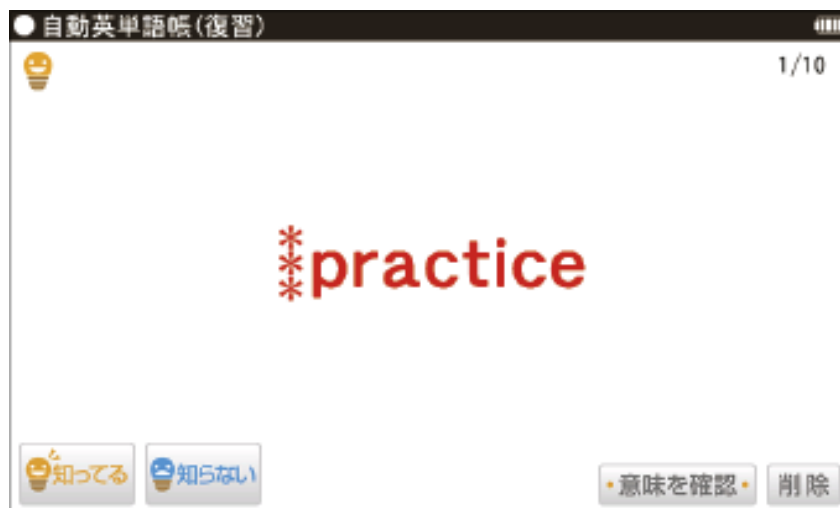 自動英単語帳(復習)
1/10
***practice
知ってる 知らない ・意味を確認・ 削除